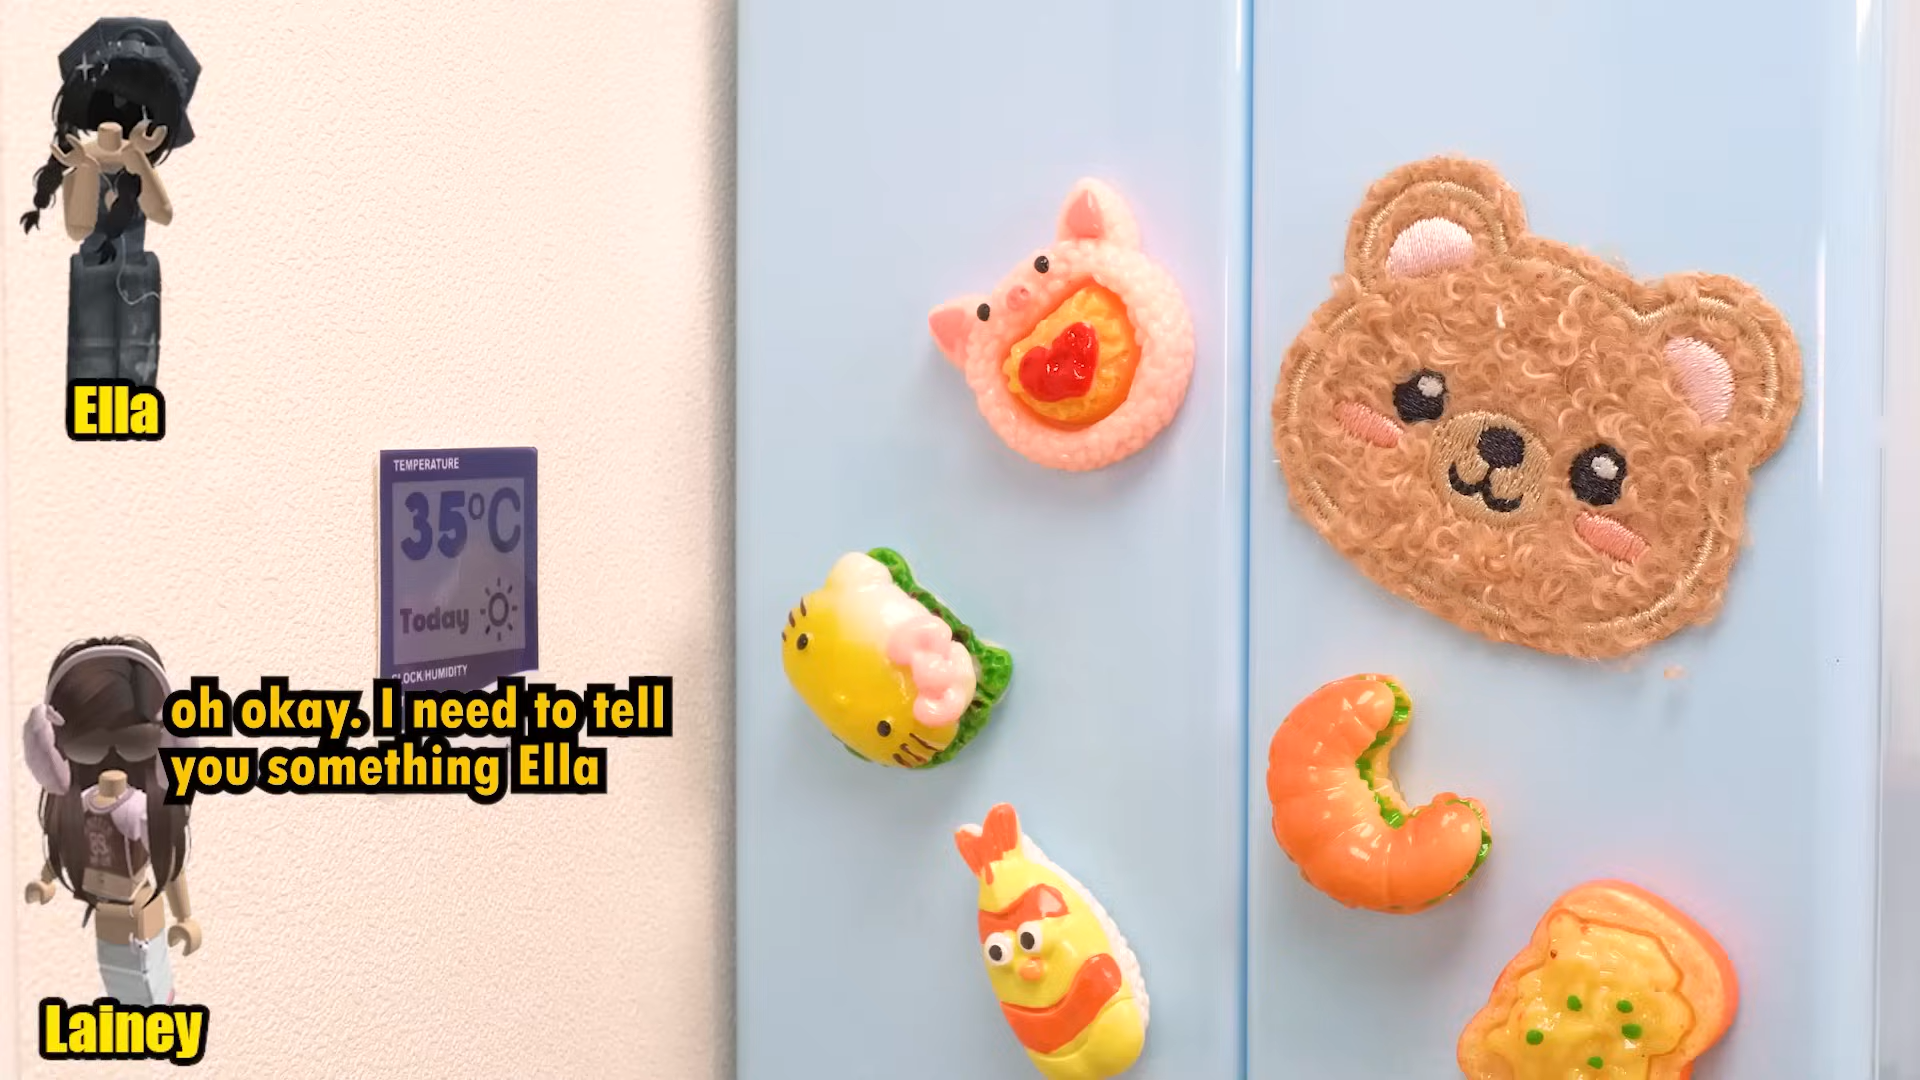 Ella
TEMPERATURE
35°C
Today
CLOCK/HUMIDITY
oh okay. I need to tell
you something Ella
Lainey